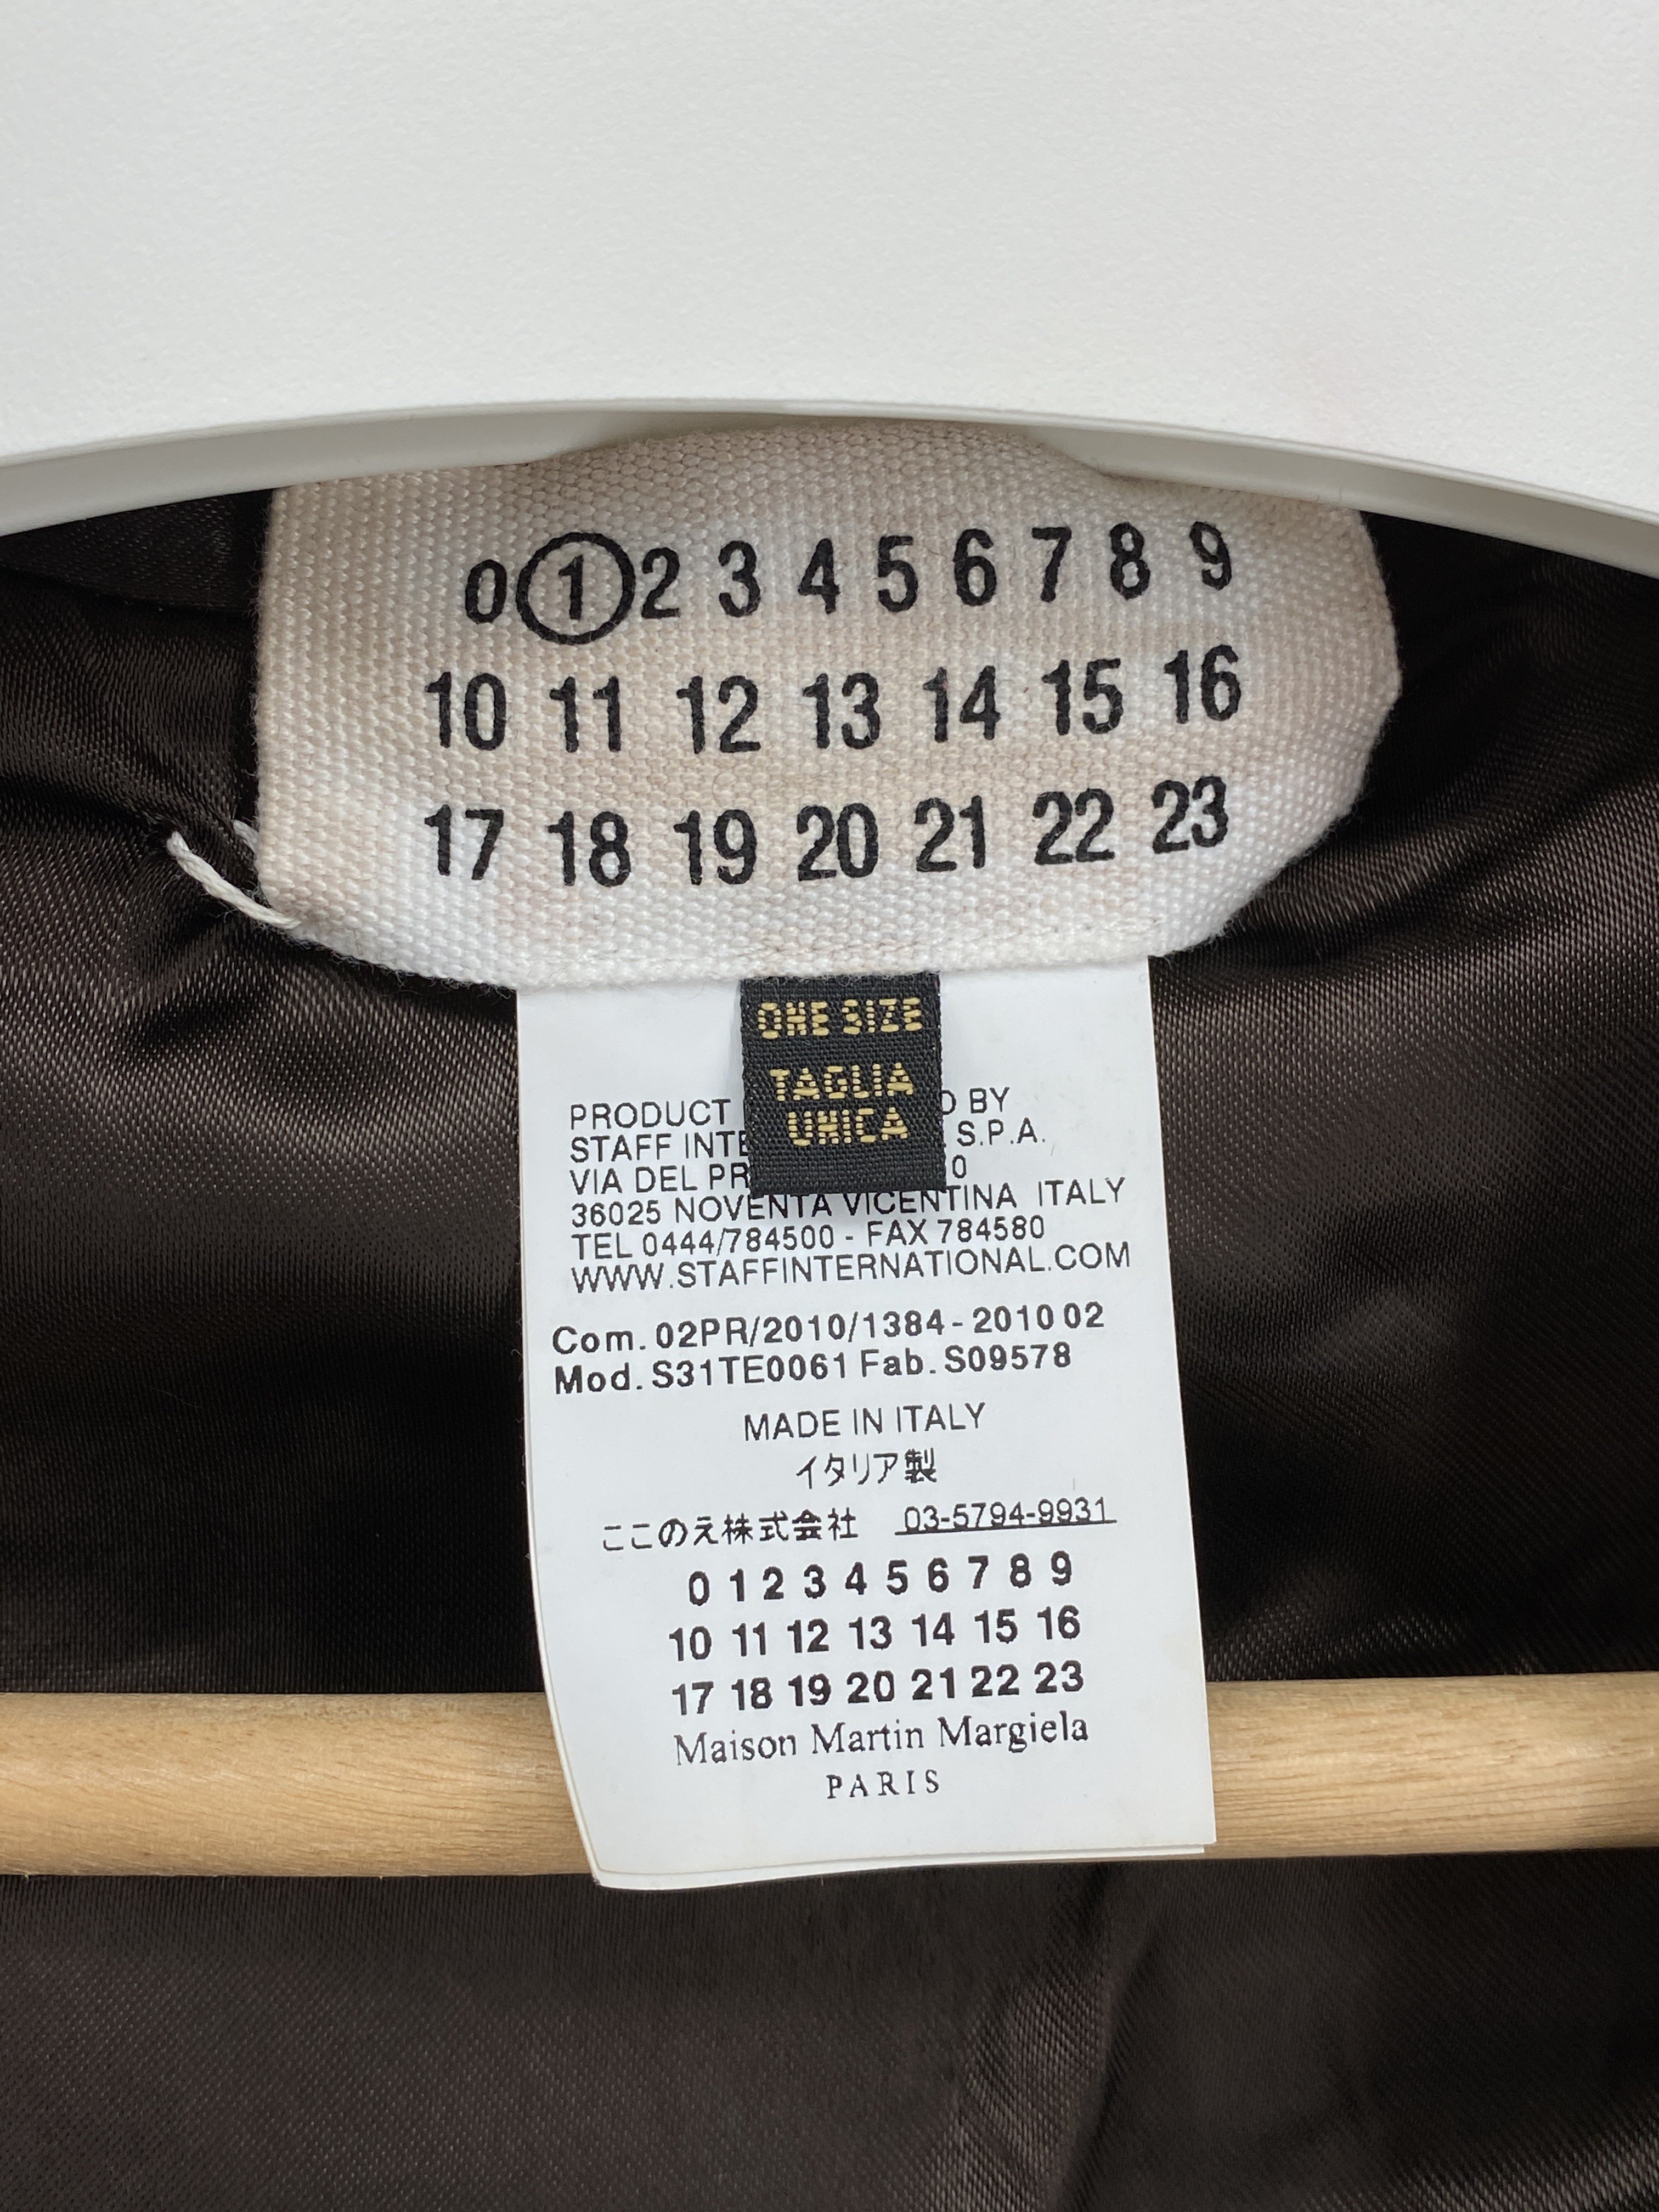 0 1 2 3 4 5 6 7 8 9
10 11 12 13 14 15 16
17 18 19 20 21 22 23
ONE SIZE
TAGLIA
UNICA
PRODUCT BY
STAFF S.P.A.
VIA DEL
36025 NOVENTA VICENTINA ITALY
TEL 0444/784500 - FAX 784580
WWW.STAFFINTERNATIONAL.COM
Com. 02PR/2010/1384 - 2010 02
Mod. S31TE0061 Fab. S09578
MADE IN ITALY
イタリア製
ここのえ株式会社 03-5794-9931
0 1 2 3 4 5 6 7 8 9
10 11 12 13 14 15 16
17 18 19 20 21 22 23
Maison Martin Margiela
PARIS